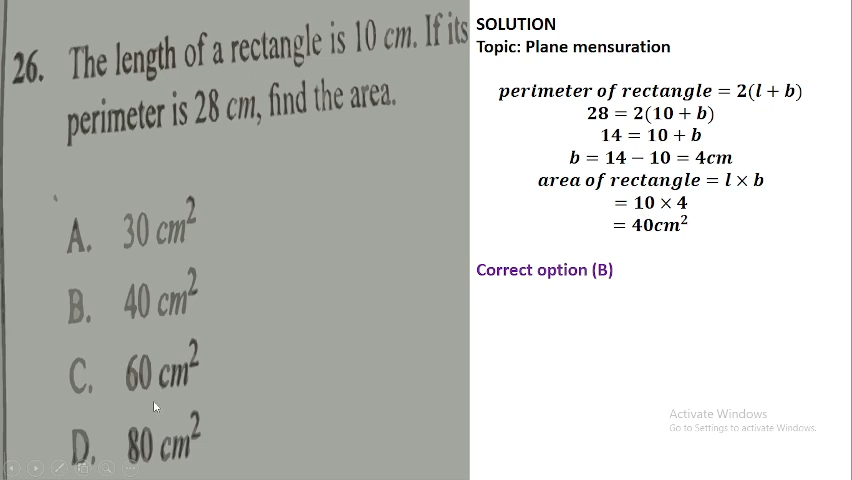 26. The length of a rectangle is 10 cm. If its
perimeter is 28 cm, find the area.
A. 30 cm²
B. 40 cm²
C. 60 cm²
D. 80 cm²
SOLUTION
Topic: Plane mensuration
perimeter of rectangle = 2(l + b)
28 = 2(10 + b)
14 = 10 + b
b = 14 − 10 = 4cm
area of rectangle = l × b
= 10 × 4
= 40cm²
Correct option (B)
Activate Windows
Go to Settings to activate Windows.